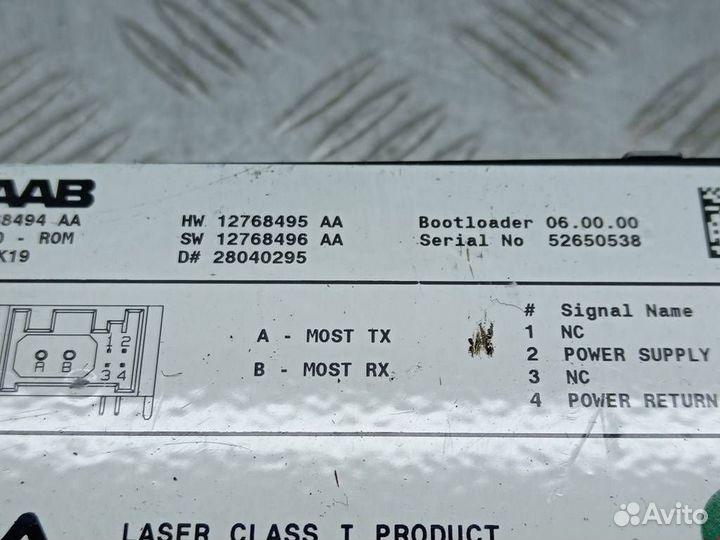 AAB
8494 AA
- ROM
K19
HW 12768495 AA
SW 12768496 AA
D# 28040295
Bootloader 06.00.00
Serial No 52650538
1 2
A B
3 4
A - MOST TX
B - MOST RX
# Signal Name
1 NC
2 POWER SUPPLY
3 NC
4 POWER RETURN
LASER CLASS I PRODUCT
Avito